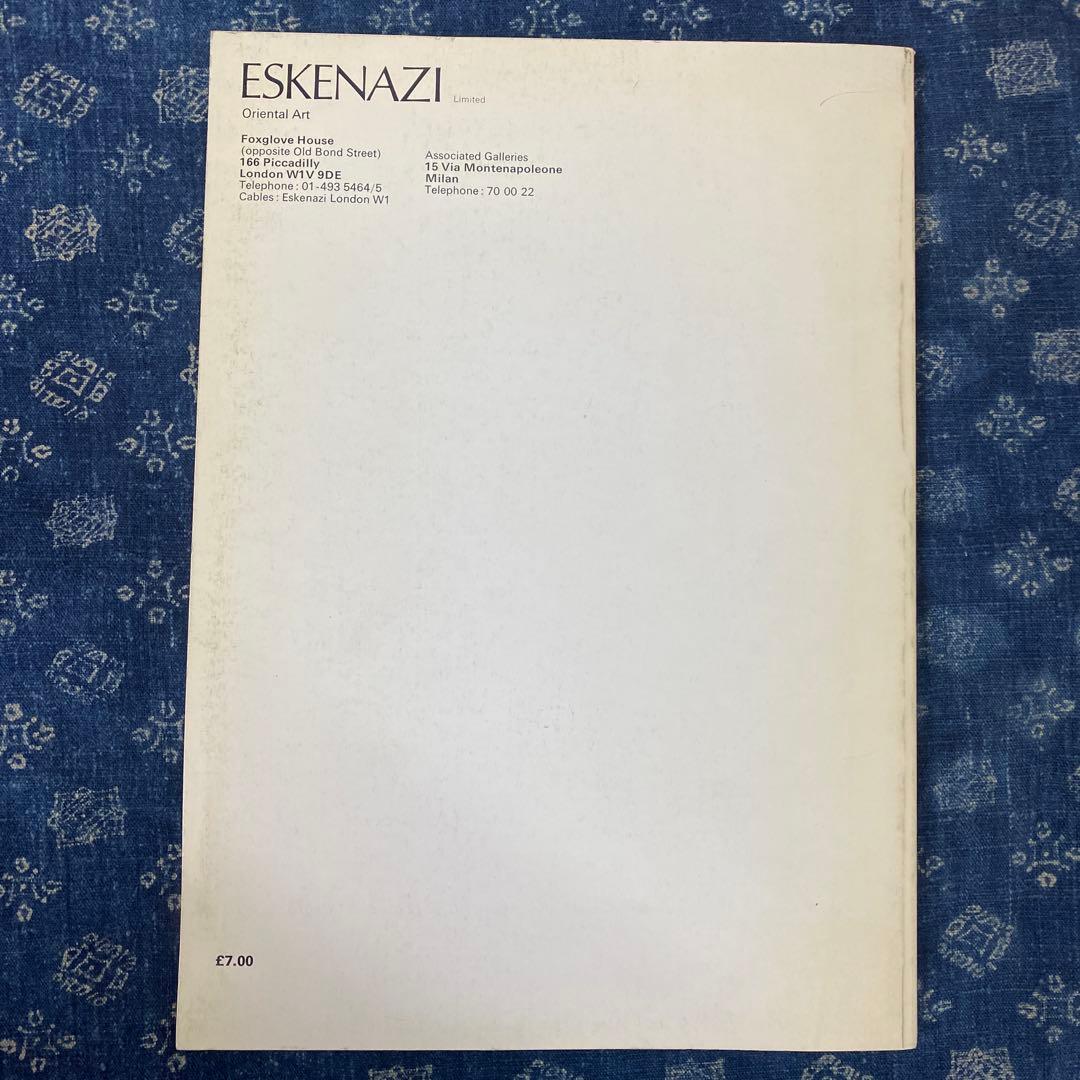 ESKENAZI Limited
Oriental Art
Foxglove House
(opposite Old Bond Street)
166 Piccadilly
London W1V 9DE
Telephone : 01-493 5464/5
Cables : Eskenazi London W1
Associated Galleries
15 Via Montenapoleone
Milan
Telephone : 70 00 22
£7.00